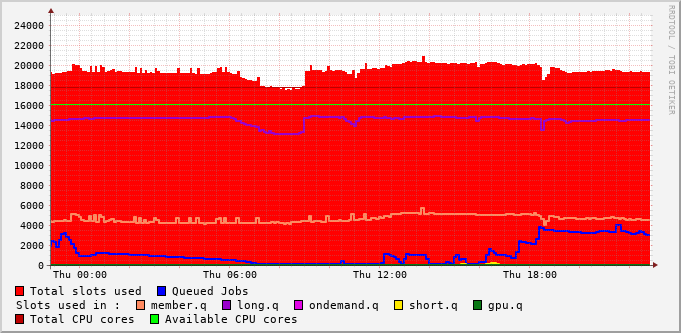 24000
22000
20000
18000
16000
14000
12000
10000
8000
6000
4000
2000
0
Thu 00:00 Thu 06:00 Thu 12:00 Thu 18:00
RRDTOOL / TOBI OETIKER
Total slots used Queued Jobs
Slots used in : member.q long.q ondemand.q short.q gpu.q
Total CPU cores Available CPU cores